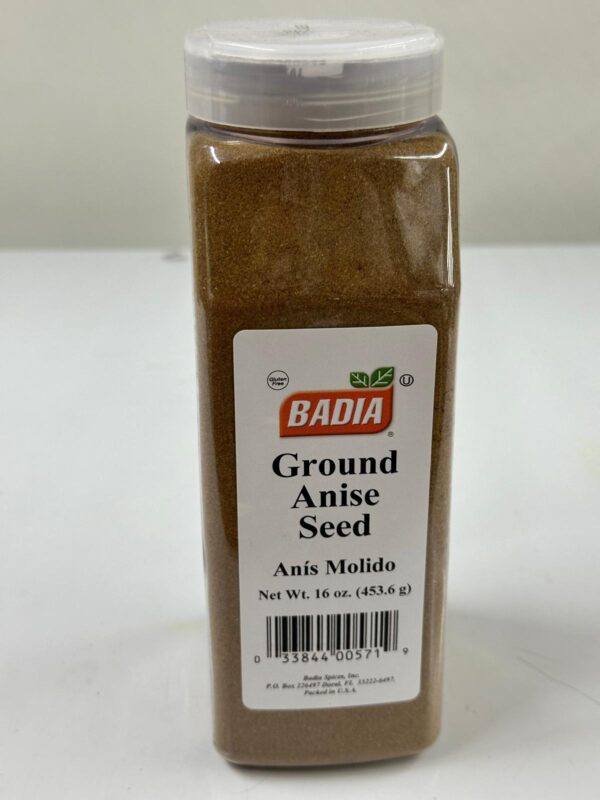 Gluten
Free
U
BADIA
®
Ground
Anise
Seed
Anís Molido
Net Wt. 16 oz. (453.6 g)
0 33844 00571 9
Badia Spices, Inc.
P.O. Box 226497 Doral, FL 33222-6497.
Packed in U.S.A.